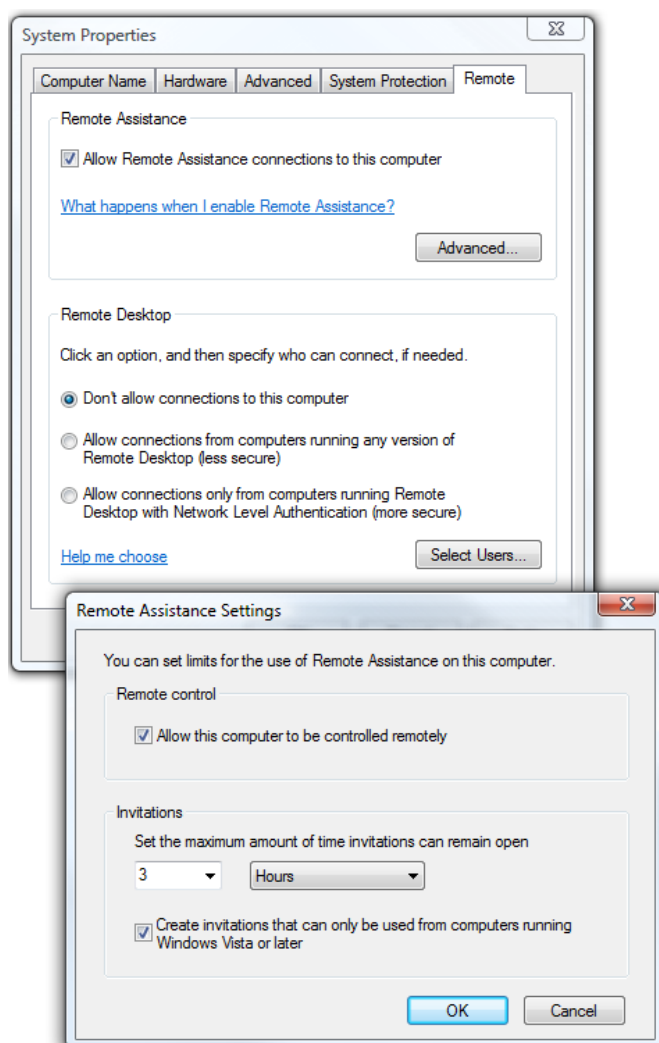 System Properties
Computer Name Hardware Advanced System Protection Remote
Remote Assistance
Allow Remote Assistance connections to this computer
What happens when I enable Remote Assistance?
Advanced...
Remote Desktop
Click an option, and then specify who can connect, if needed.
Don't allow connections to this computer
Allow connections from computers running any version of
Remote Desktop (less secure)
Allow connections only from computers running Remote
Desktop with Network Level Authentication (more secure)
Help me choose
Select Users...
Remote Assistance Settings
You can set limits for the use of Remote Assistance on this computer.
Remote control
Allow this computer to be controlled remotely
Invitations
Set the maximum amount of time invitations can remain open
3 Hours
Create invitations that can only be used from computers running
Windows Vista or later
OK Cancel